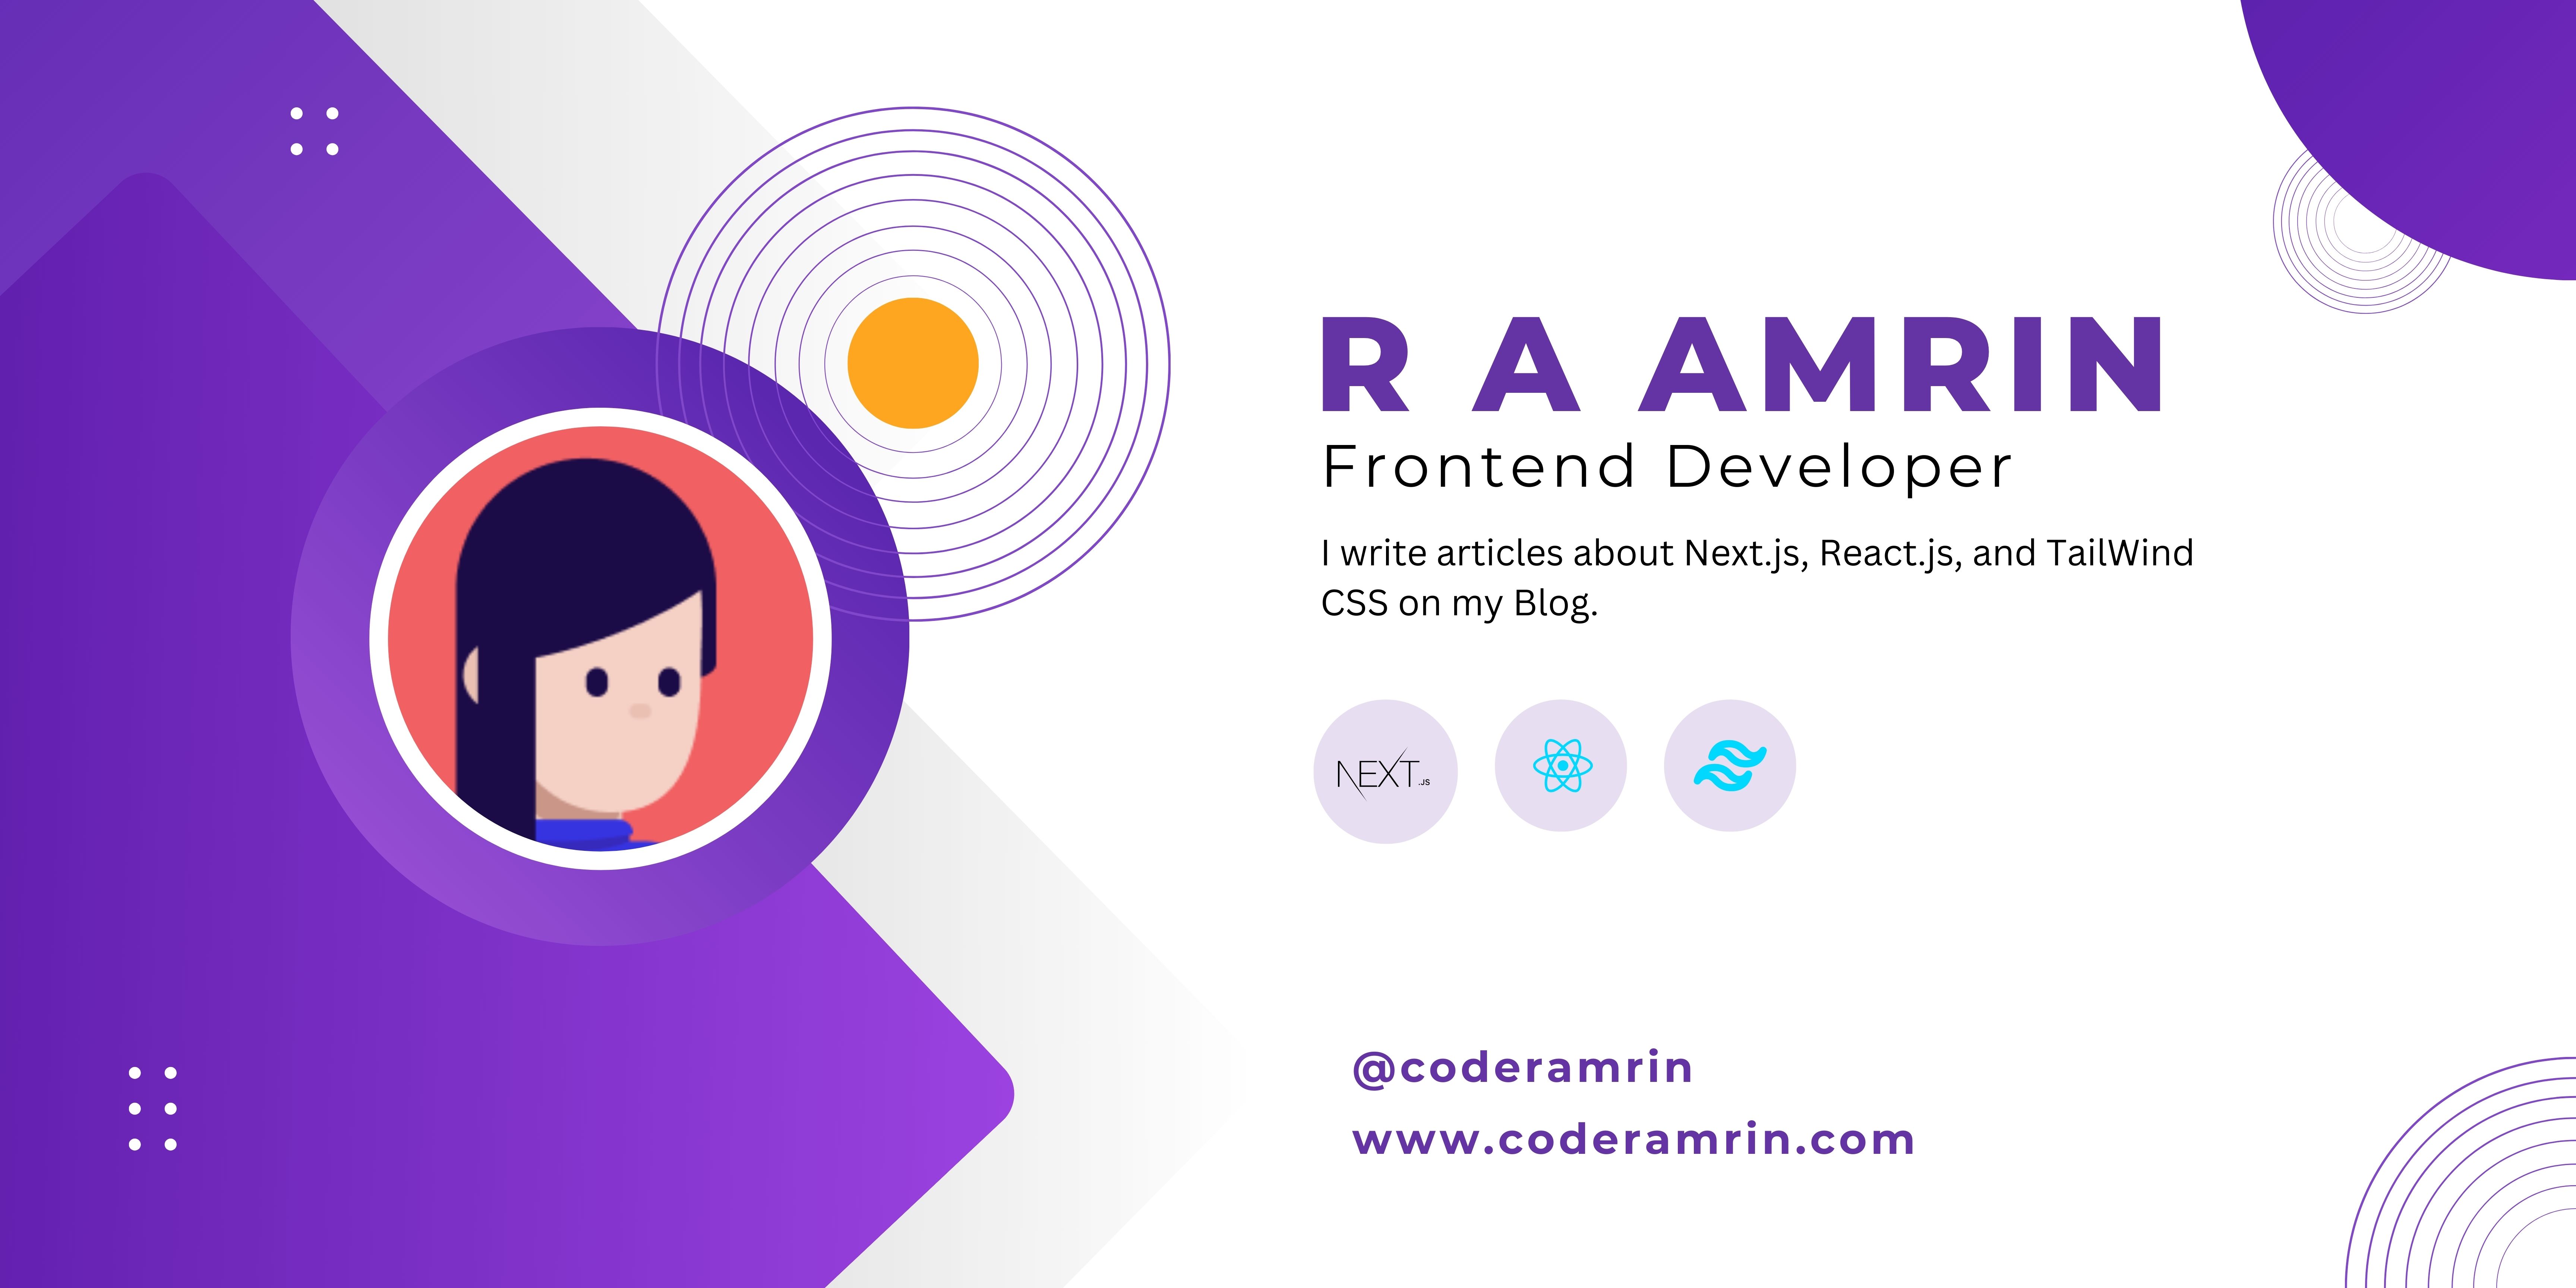 R A AMRIN
Frontend Developer
I write articles about Next.js, React.js, and TailWind
CSS on my Blog.
NEXT.JS
@coderamrin
www.coderamrin.com